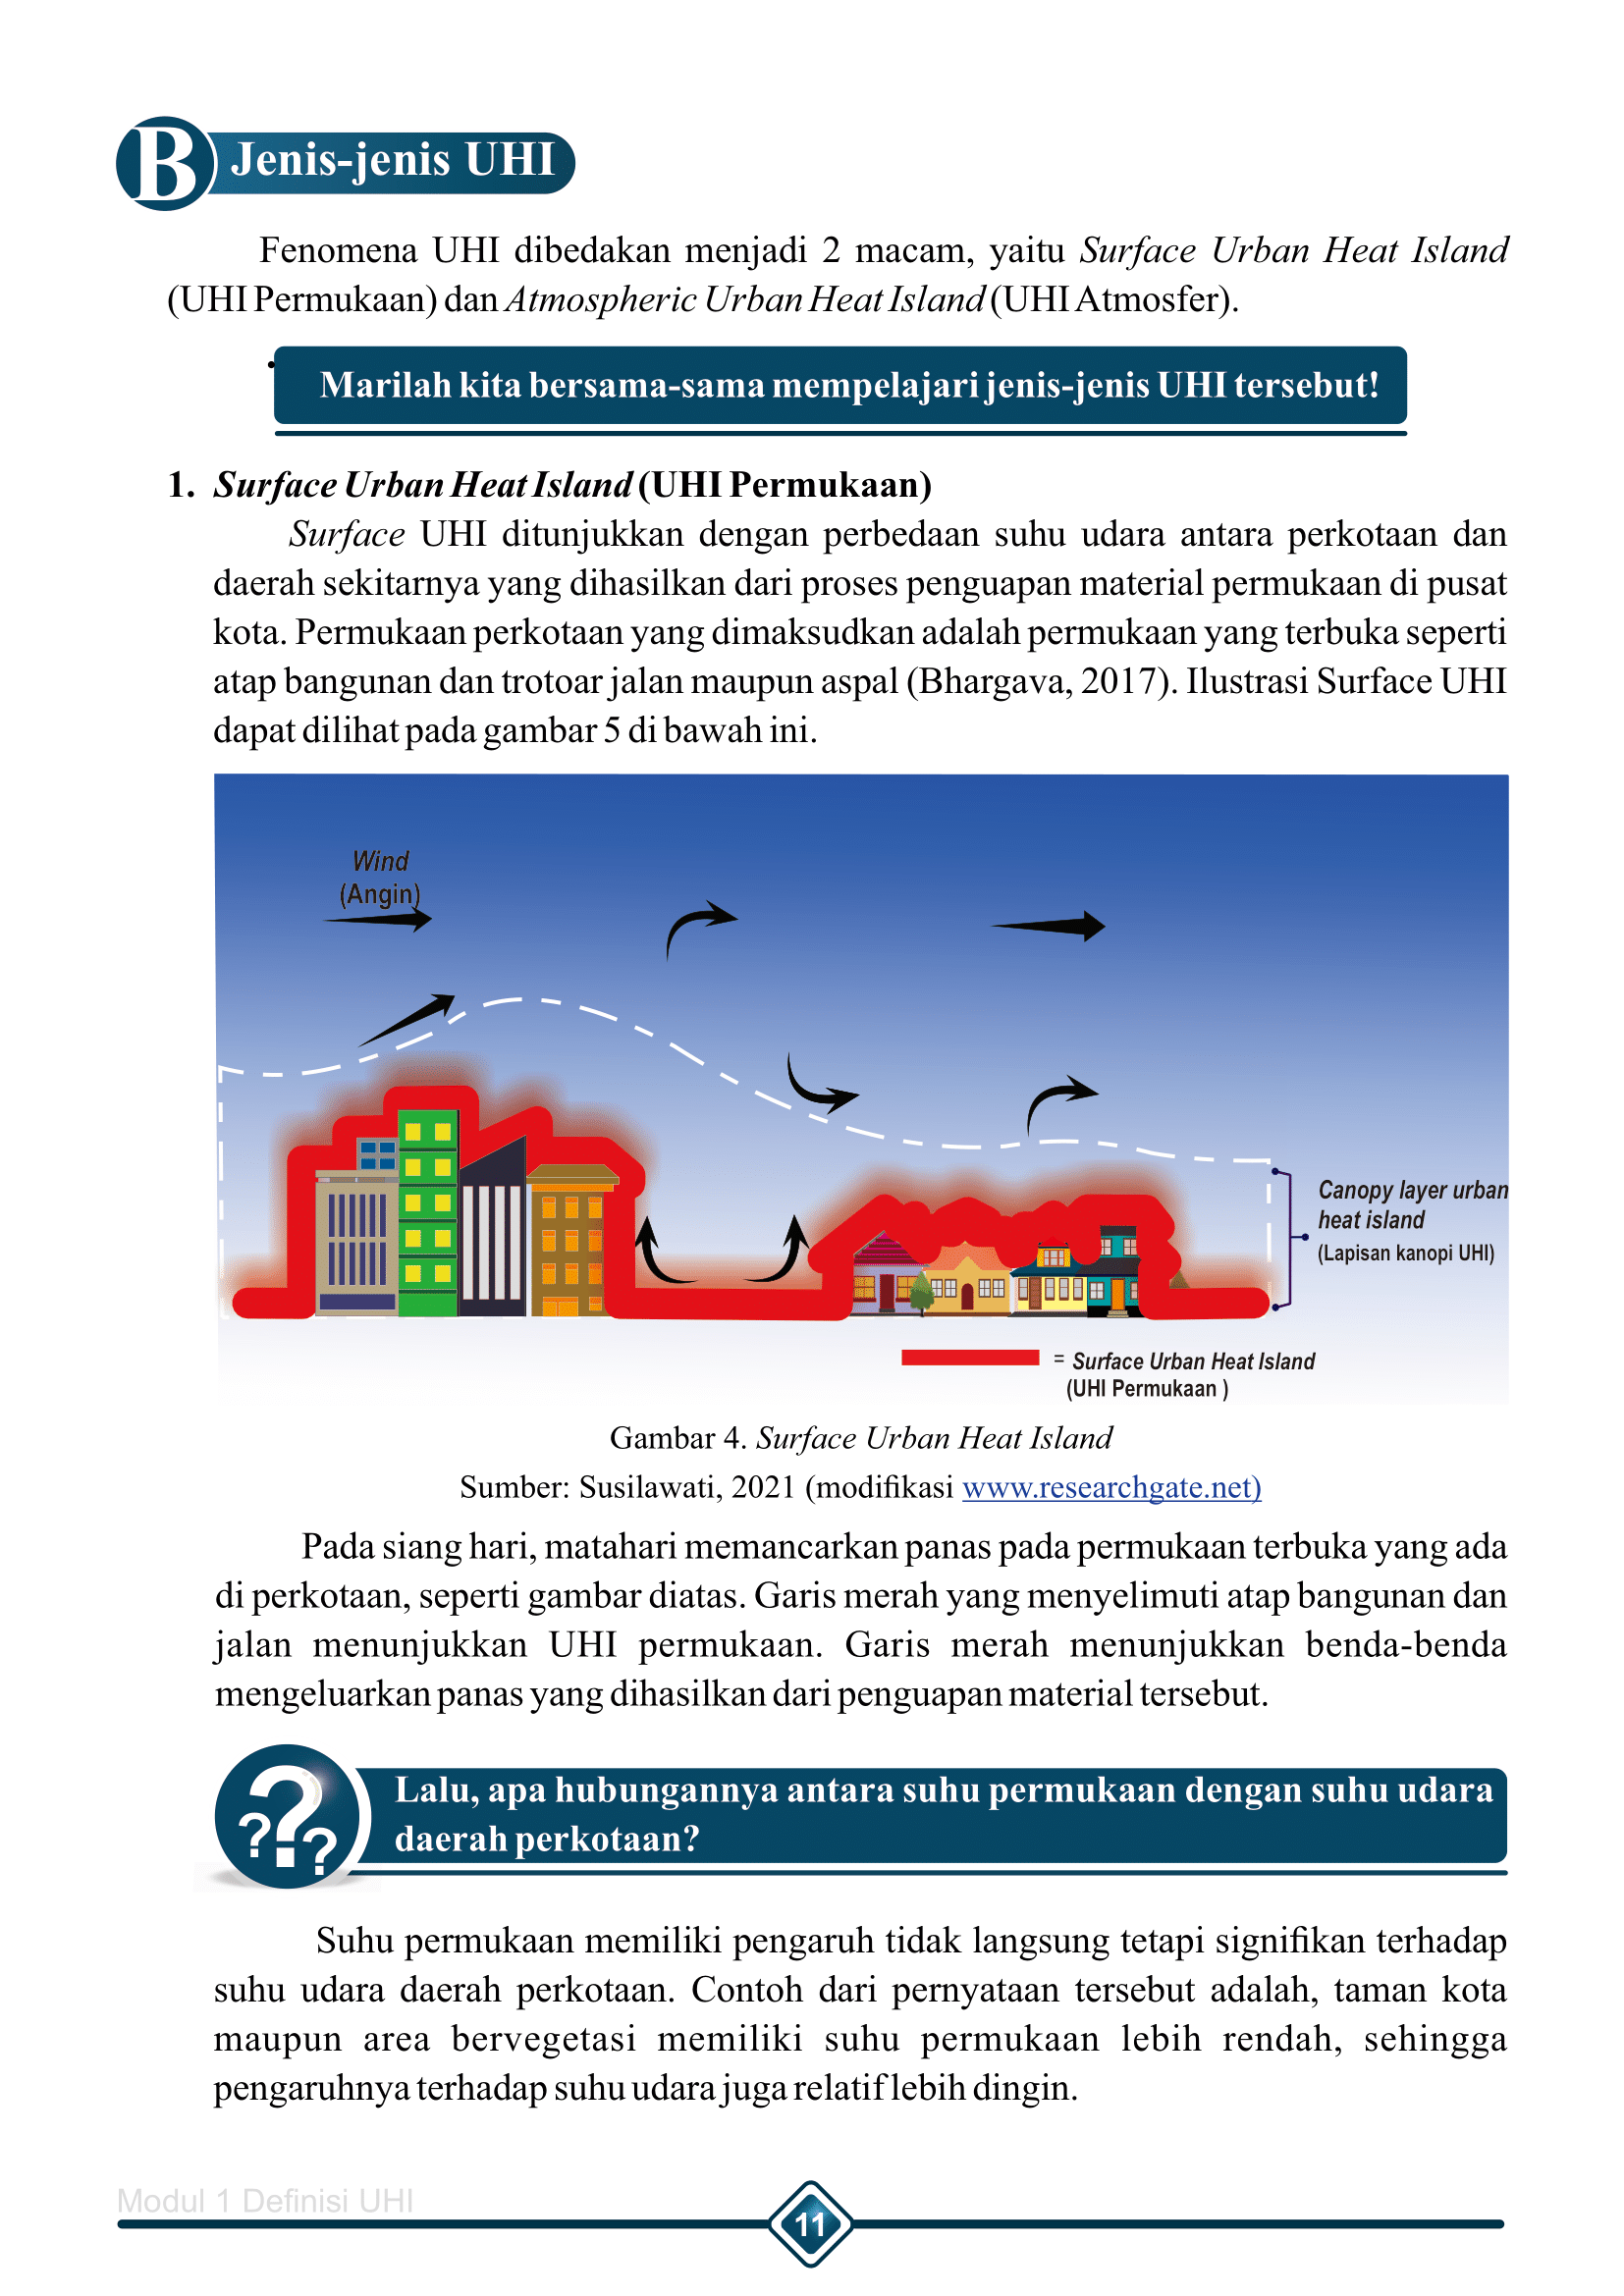 B Jenis-jenis UHI
Fenomena UHI dibedakan menjadi 2 macam, yaitu Surface Urban Heat Island
(UHI Permukaan) dan Atmospheric Urban Heat Island (UHI Atmosfer).
Marilah kita bersama-sama mempelajari jenis-jenis UHI tersebut!
1. Surface Urban Heat Island (UHI Permukaan)
Surface UHI ditunjukkan dengan perbedaan suhu udara antara perkotaan dan
daerah sekitarnya yang dihasilkan dari proses penguapan material permukaan di pusat
kota. Permukaan perkotaan yang dimaksudkan adalah permukaan yang terbuka seperti
atap bangunan dan trotoar jalan maupun aspal (Bhargava, 2017). Ilustrasi Surface UHI
dapat dilihat pada gambar 5 di bawah ini.
Wind
(Angin)
Canopy layer urban
heat island
(Lapisan kanopi UHI)
= Surface Urban Heat Island
(UHI Permukaan )
Gambar 4. Surface Urban Heat Island
Sumber: Susilawati, 2021 (modifikasi www.researchgate.net)
Pada siang hari, matahari memancarkan panas pada permukaan terbuka yang ada
di perkotaan, seperti gambar diatas. Garis merah yang menyelimuti atap bangunan dan
jalan menunjukkan UHI permukaan. Garis merah menunjukkan benda-benda
mengeluarkan panas yang dihasilkan dari penguapan material tersebut.
???
Lalu, apa hubungannya antara suhu permukaan dengan suhu udara
daerah perkotaan?
Suhu permukaan memiliki pengaruh tidak langsung tetapi signifikan terhadap
suhu udara daerah perkotaan. Contoh dari pernyataan tersebut adalah, taman kota
maupun area bervegetasi memiliki suhu permukaan lebih rendah, sehingga
pengaruhnya terhadap suhu udara juga relatif lebih dingin.
Modul 1 Definisi UHI
11